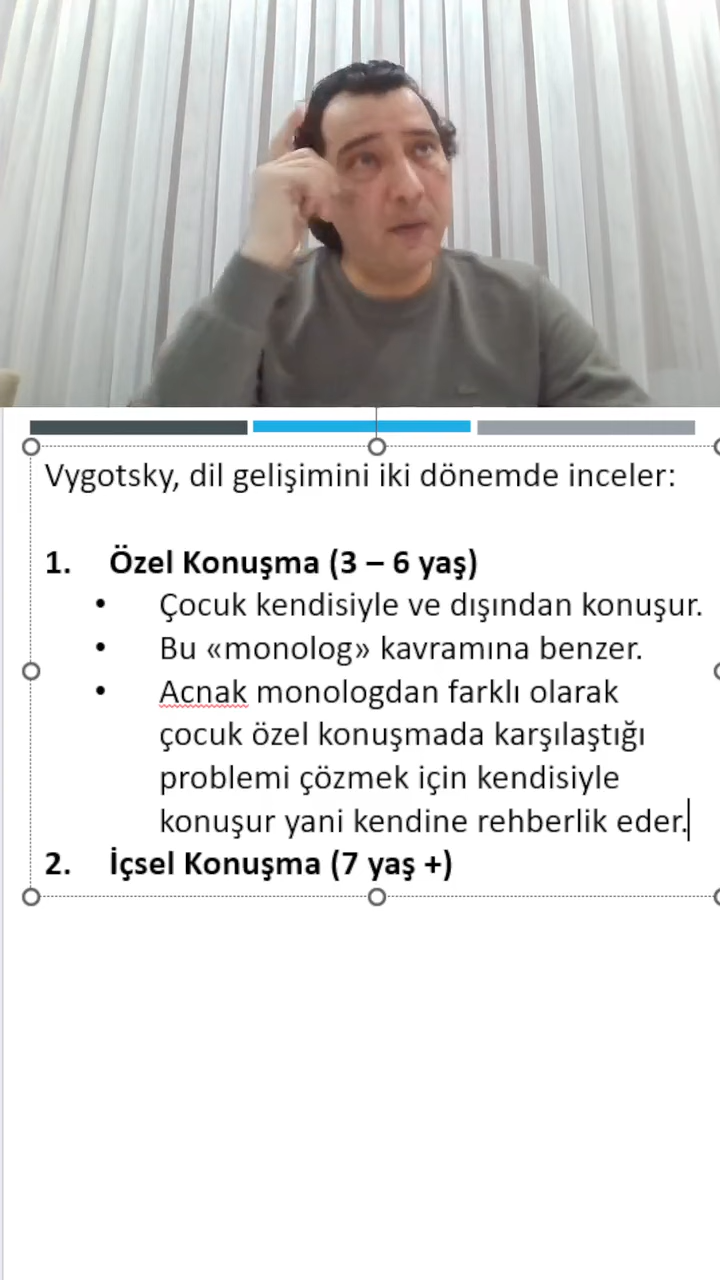 Vygotsky, dil gelişimini iki dönemde inceler:
1. Özel Konuşma (3 – 6 yaş)
• Çocuk kendisiyle ve dışından konuşur.
• Bu «monolog» kavramına benzer.
• Acnak monologdan farklı olarak
çocuk özel konuşmada karşılaştığı
problemi çözmek için kendisiyle
konuşur yani kendine rehberlik eder.
2. İçsel Konuşma (7 yaş +)